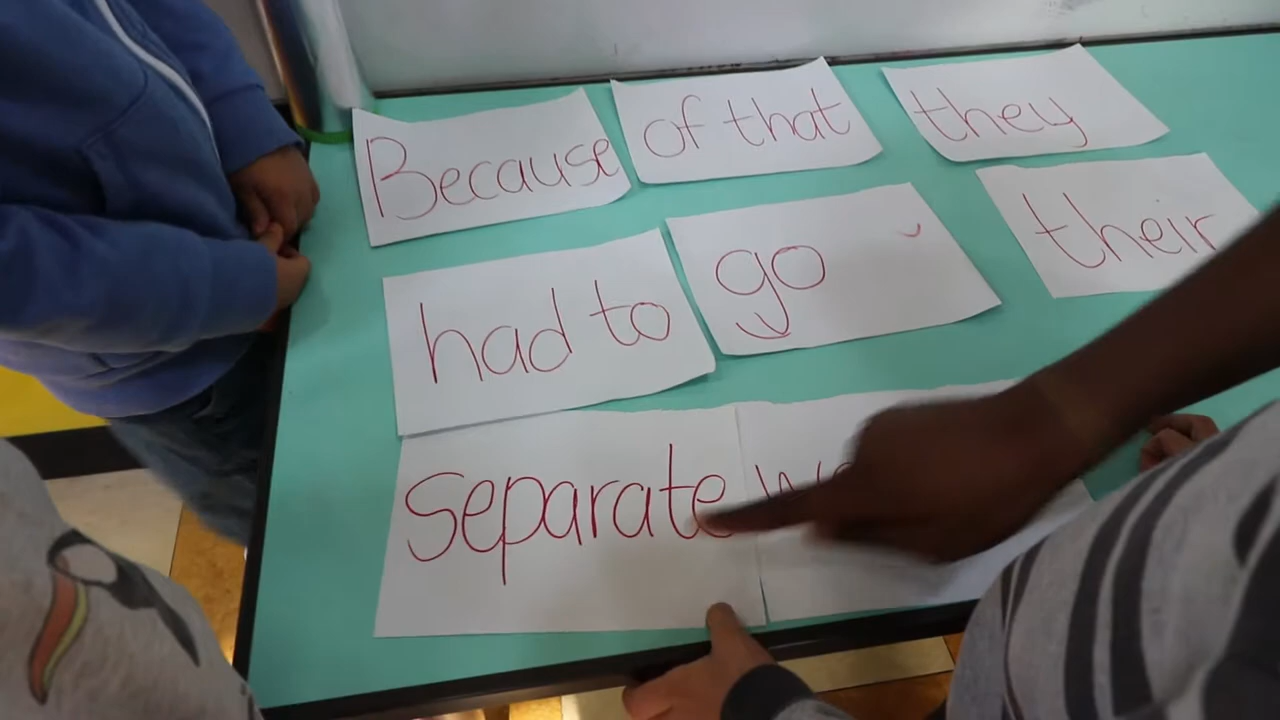 Because of that they
had to go their
separate